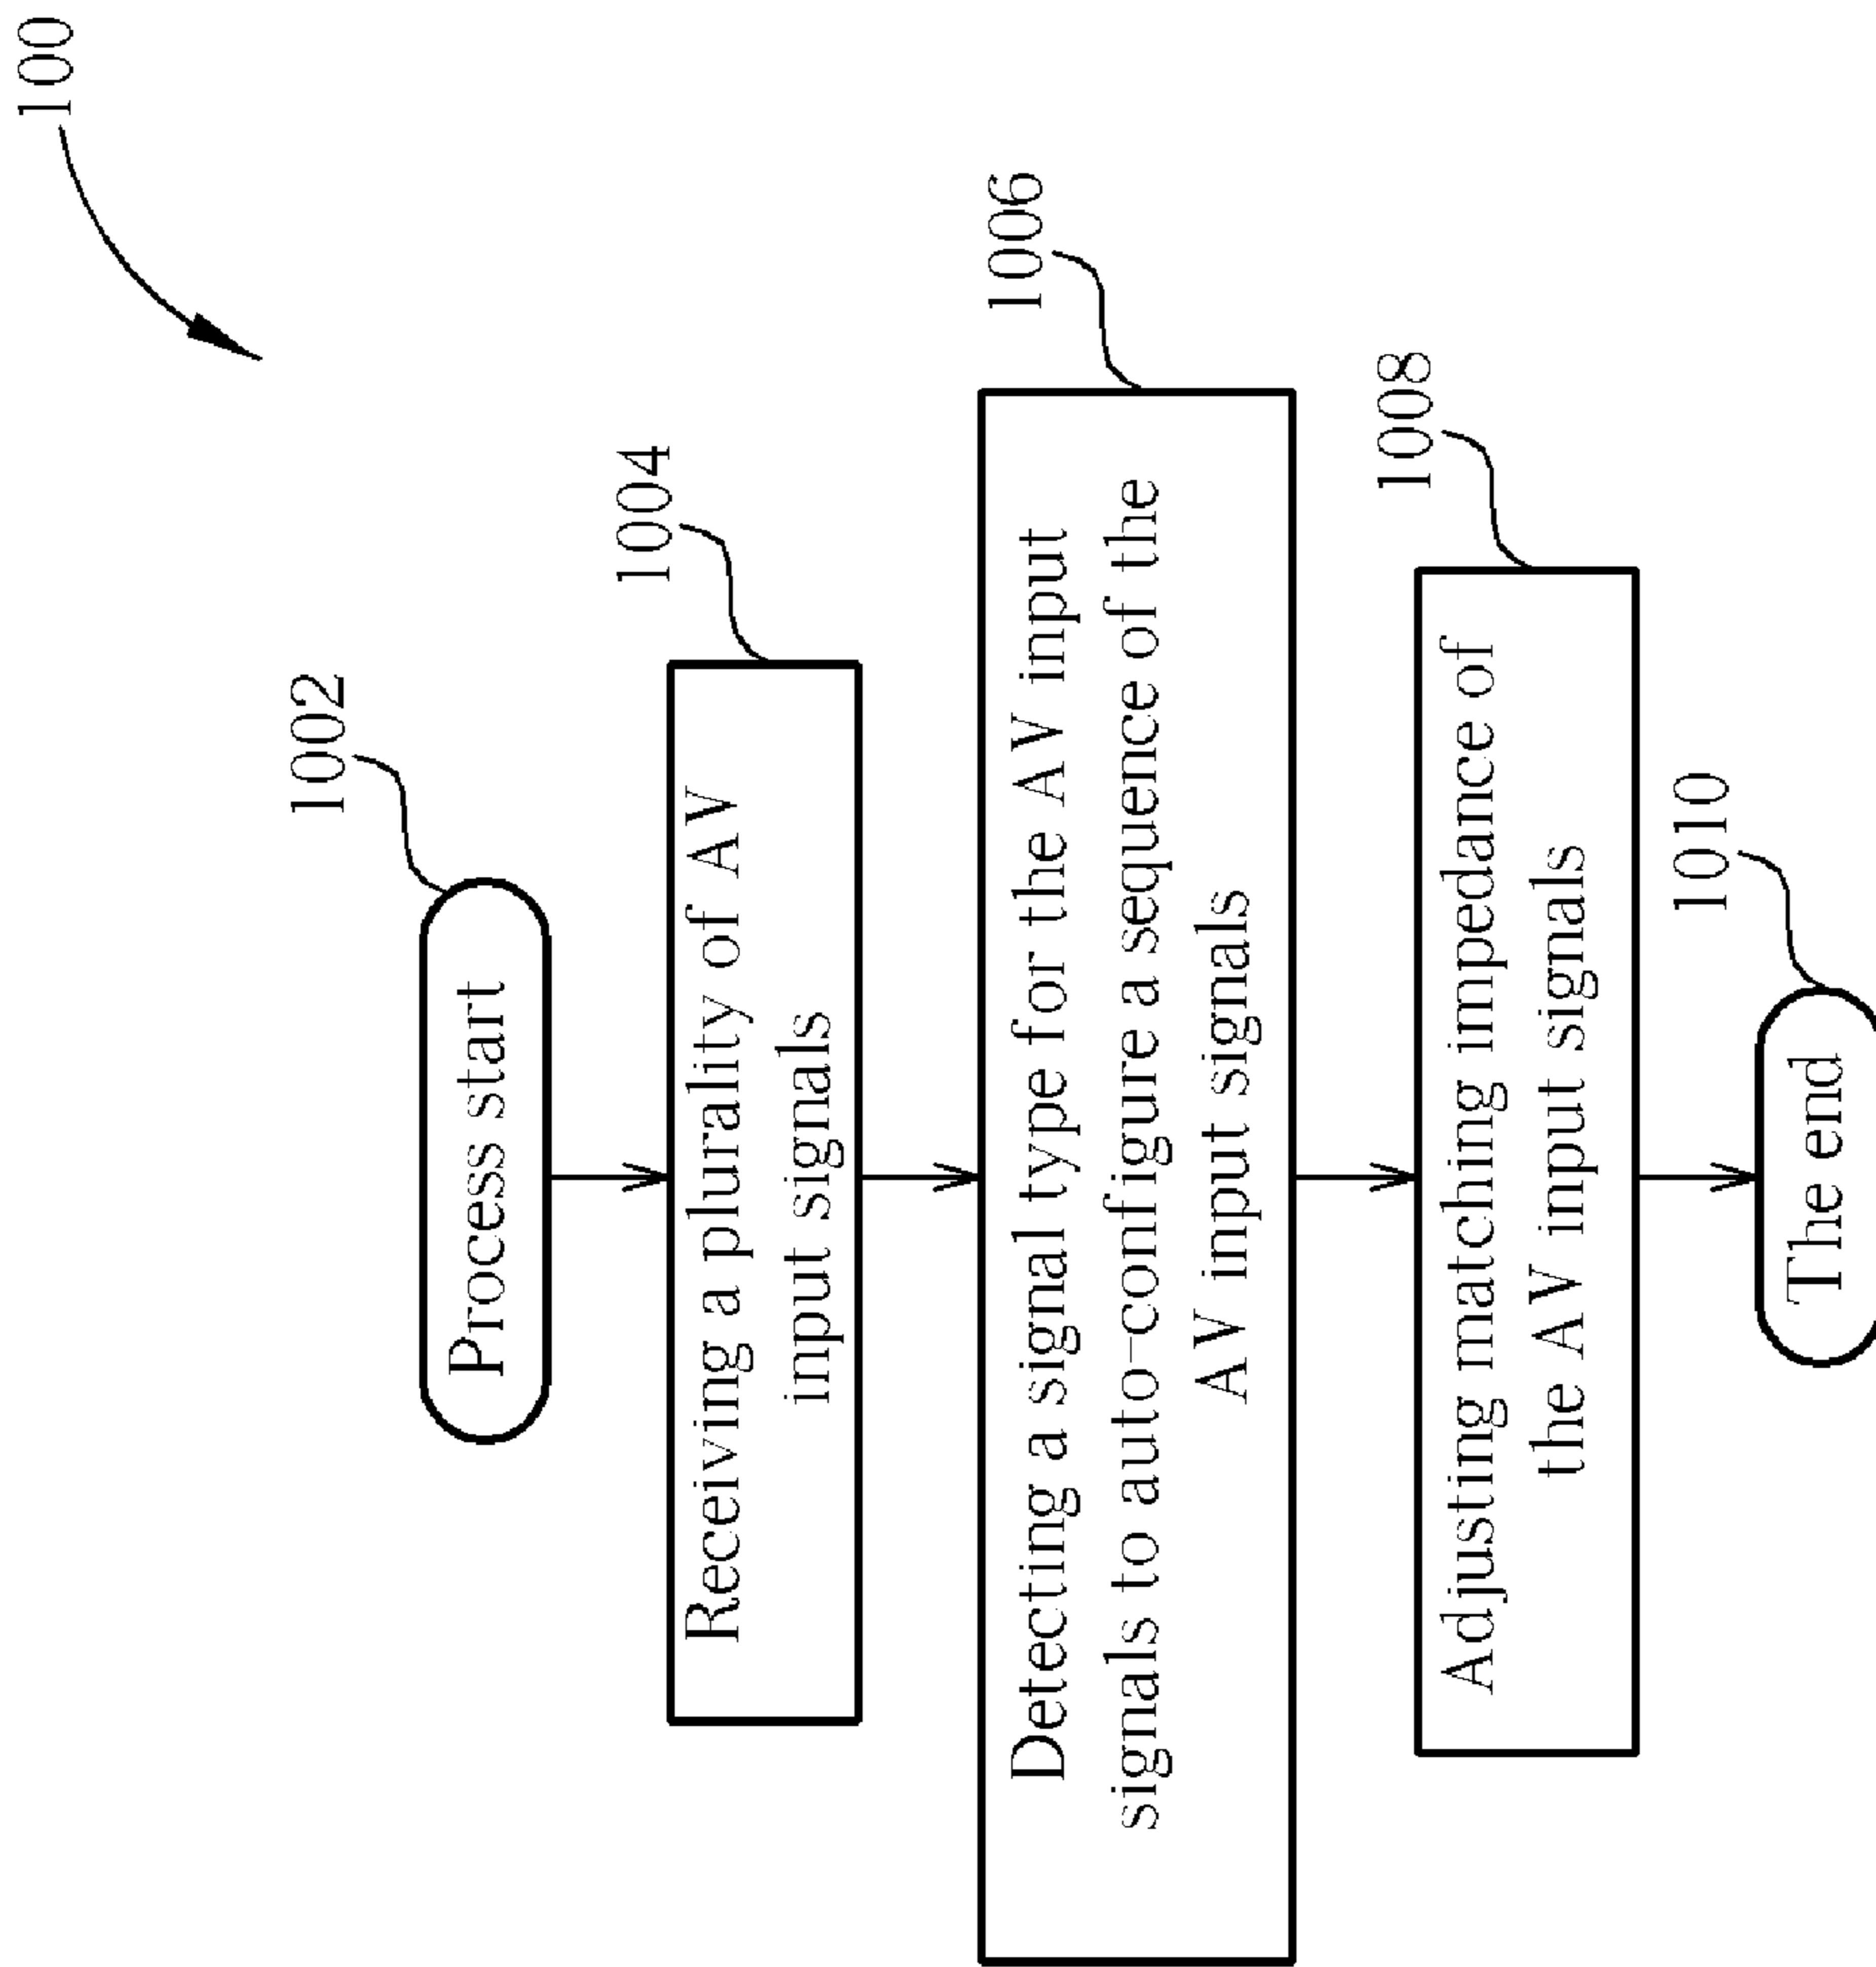 100
1002
Process start
1004
Receiving a plurality of AV
input signals
1006
Detecting a signal type for the AV input
signals to auto-configure a sequence of the
AV input signals
1008
Adjusting matching impedance of
the AV input signals
1010
The end